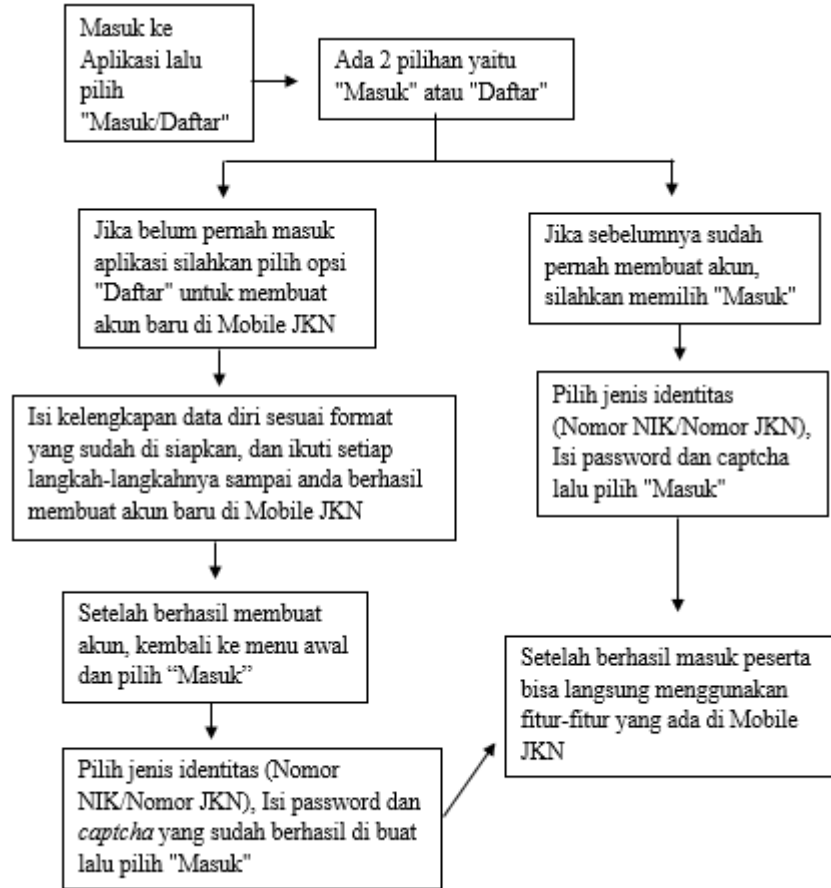 Masuk ke
Aplikasi lalu
pilih
"Masuk/Daftar"
Ada 2 pilihan yaitu
"Masuk" atau "Daftar"
Jika belum pernah masuk
aplikasi silahkan pilih opsi
"Daftar" untuk membuat
akun baru di Mobile JKN
Jika sebelumnya sudah
pernah membuat akun,
silahkan memilih "Masuk"
Isi kelengkapan data diri sesuai format
yang sudah di siapkan, dan ikuti setiap
langkah-langkahnya sampai anda berhasil
membuat akun baru di Mobile JKN
Pilih jenis identitas
(Nomor NIK/Nomor JKN),
Isi password dan captcha
lalu pilih "Masuk"
Setelah berhasil membuat
akun, kembali ke menu awal
dan pilih “Masuk”
Setelah berhasil masuk peserta
bisa langsung menggunakan
fitur-fitur yang ada di Mobile
JKN
Pilih jenis identitas (Nomor
NIK/Nomor JKN), Isi password dan
captcha yang sudah berhasil di buat
lalu pilih "Masuk"